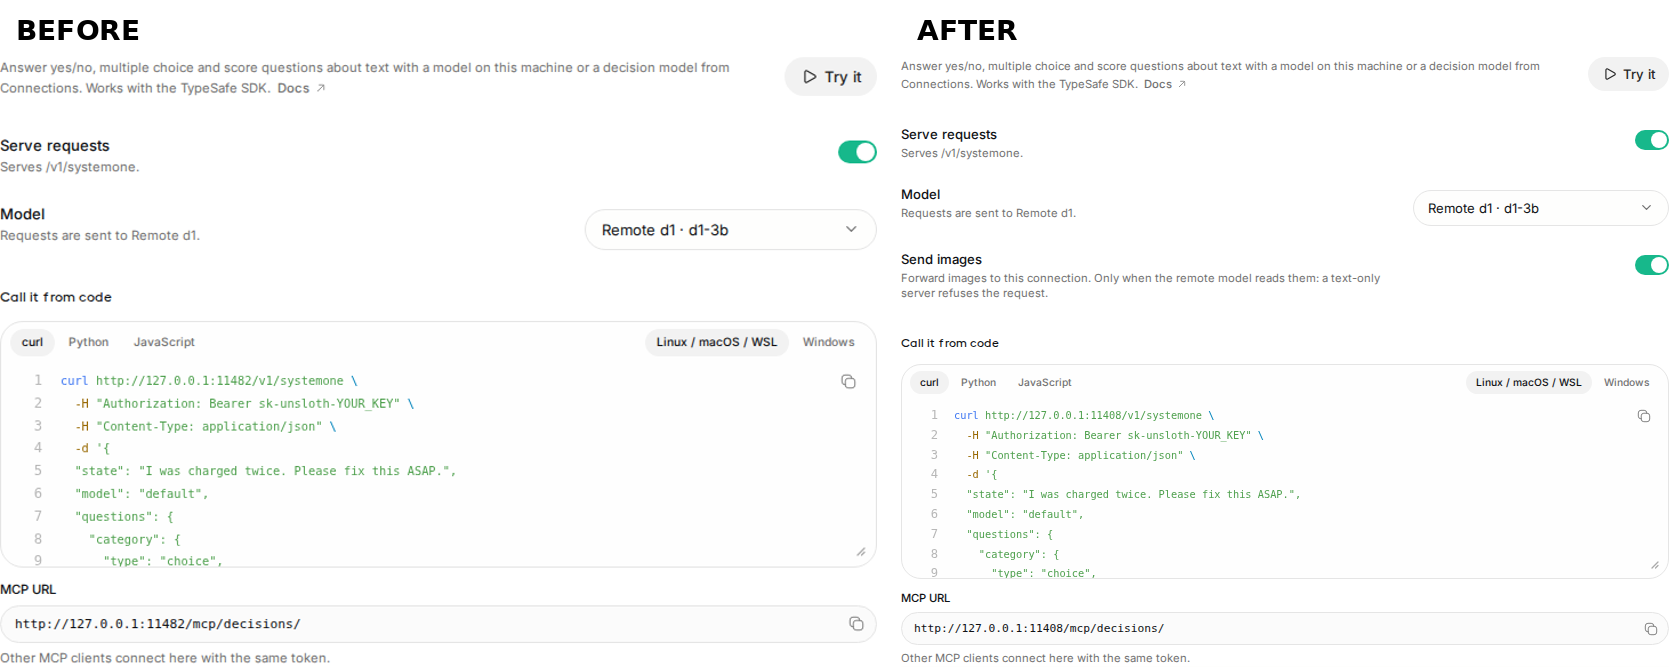 BEFORE
Answer yes/no, multiple choice and score questions about text with a model on this machine or a decision model from
Connections. Works with the TypeSafe SDK. Docs ↗
Try it
Serve requests
Serves /v1/systemone.
Model
Requests are sent to Remote d1.
Remote d1 · d1-3b
Call it from code
curl Python JavaScript Linux / macOS / WSL Windows
1 curl http://127.0.0.1:11482/v1/systemone \
2 -H "Authorization: Bearer sk-unsloth-YOUR_KEY" \
3 -H "Content-Type: application/json" \
4 -d '{
5 "state": "I was charged twice. Please fix this ASAP.",
6 "model": "default",
7 "questions": {
8 "category": {
9 "type": "choice",
MCP URL
http://127.0.0.1:11482/mcp/decisions/
Other MCP clients connect here with the same token.
AFTER
Answer yes/no, multiple choice and score questions about text with a model on this machine or a decision model from
Connections. Works with the TypeSafe SDK. Docs ↗
Try it
Serve requests
Serves /v1/systemone.
Model
Requests are sent to Remote d1.
Remote d1 · d1-3b
Send images
Forward images to this connection. Only when the remote model reads them: a text-only
server refuses the request.
Call it from code
curl Python JavaScript Linux / macOS / WSL Windows
1 curl http://127.0.0.1:11408/v1/systemone \
2 -H "Authorization: Bearer sk-unsloth-YOUR_KEY" \
3 -H "Content-Type: application/json" \
4 -d '{
5 "state": "I was charged twice. Please fix this ASAP.",
6 "model": "default",
7 "questions": {
8 "category": {
9 "type": "choice",
MCP URL
http://127.0.0.1:11408/mcp/decisions/
Other MCP clients connect here with the same token.